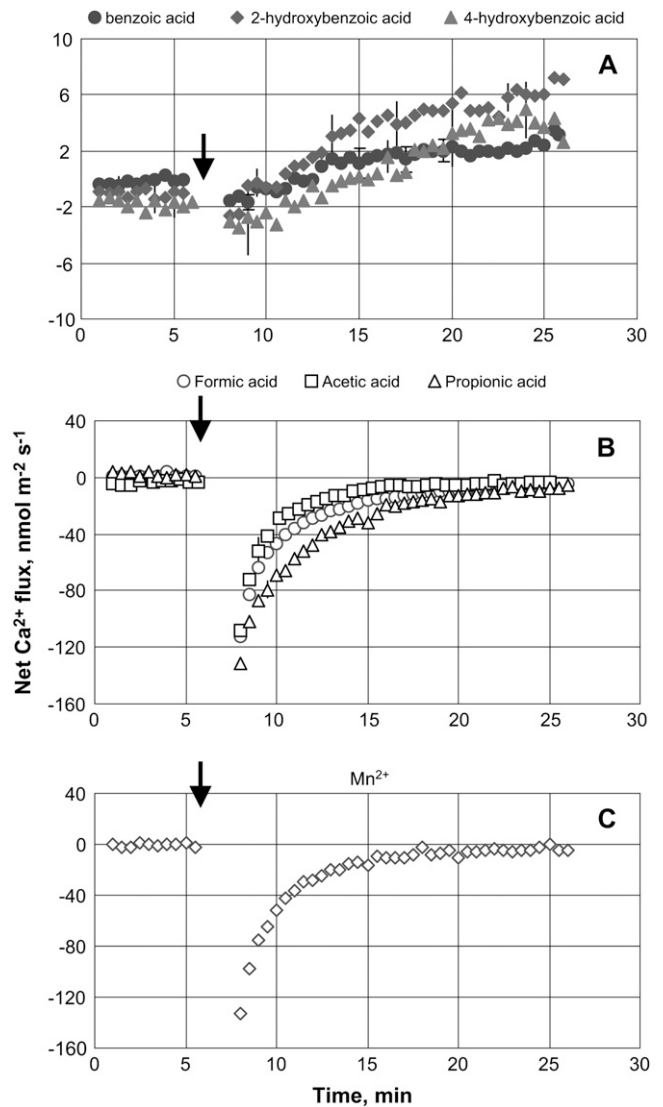 benzoic acid 2-hydroxybenzoic acid 4-hydroxybenzoic acid
10
A
6
2
-2
-6
-10
0 5 10 15 20 25 30
Formic acid Acetic acid Propionic acid
40
B
0
-40
-80
-120
-160
0 5 10 15 20 25 30
Net Ca²⁺ flux, nmol m⁻² s⁻¹
Mn²⁺
40
C
0
-40
-80
-120
-160
0 5 10 15 20 25 30
Time, min